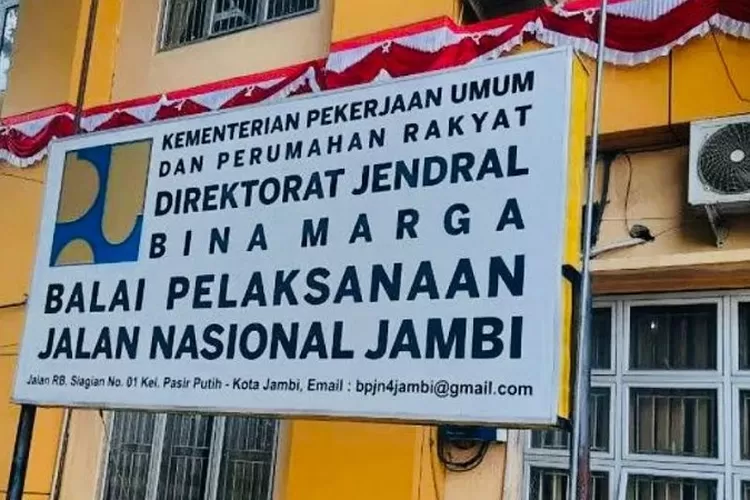 KEMENTERIAN PEKERJAAN UMUM
DAN PERUMAHAN RAKYAT
DIREKTORAT JENDRAL
BINA MARGA
BALAI PELAKSANAAN
JALAN NASIONAL JAMBI
Jalan RB. Siagian No. 01 Kel. Pasir Putih - Kota Jambi, Email : bpjn4jambi@gmail.com